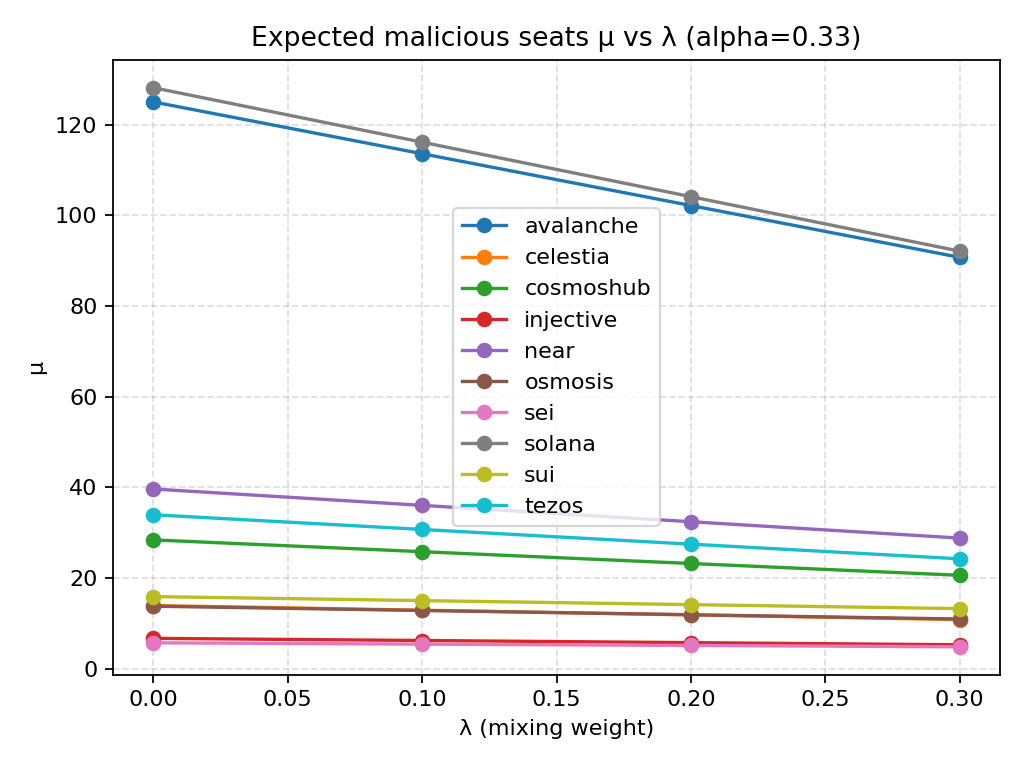 Expected malicious seats μ vs λ (alpha=0.33)
μ
120
100
80
60
40
20
0
avalanche
celestia
cosmoshub
injective
near
osmosis
sei
solana
sui
tezos
0.00 0.05 0.10 0.15 0.20 0.25 0.30
λ (mixing weight)